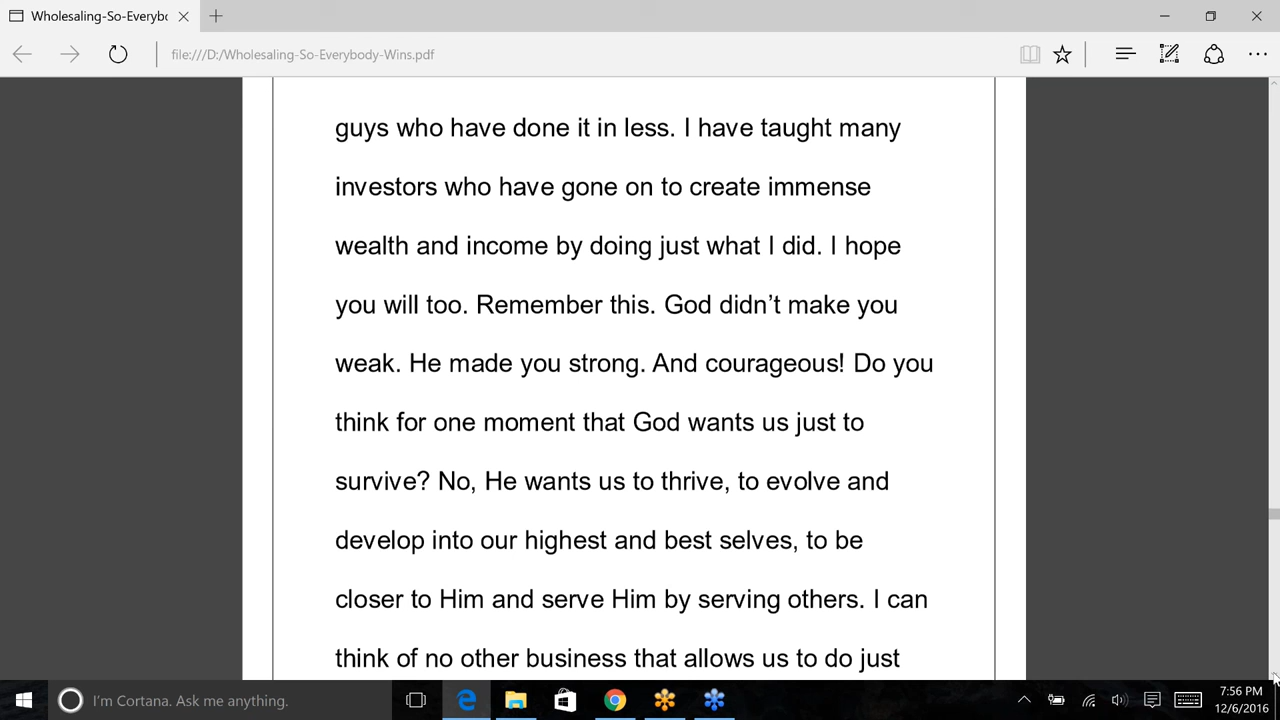 Wholesaling-So-Everybo
file:///D:/Wholesaling-So-Everybody-Wins.pdf
guys who have done it in less. I have taught many
investors who have gone on to create immense
wealth and income by doing just what I did. I hope
you will too. Remember this. God didn’t make you
weak. He made you strong. And courageous! Do you
think for one moment that God wants us just to
survive? No, He wants us to thrive, to evolve and
develop into our highest and best selves, to be
closer to Him and serve Him by serving others. I can
think of no other business that allows us to do just
I'm Cortana. Ask me anything.
7:56 PM
12/6/2016